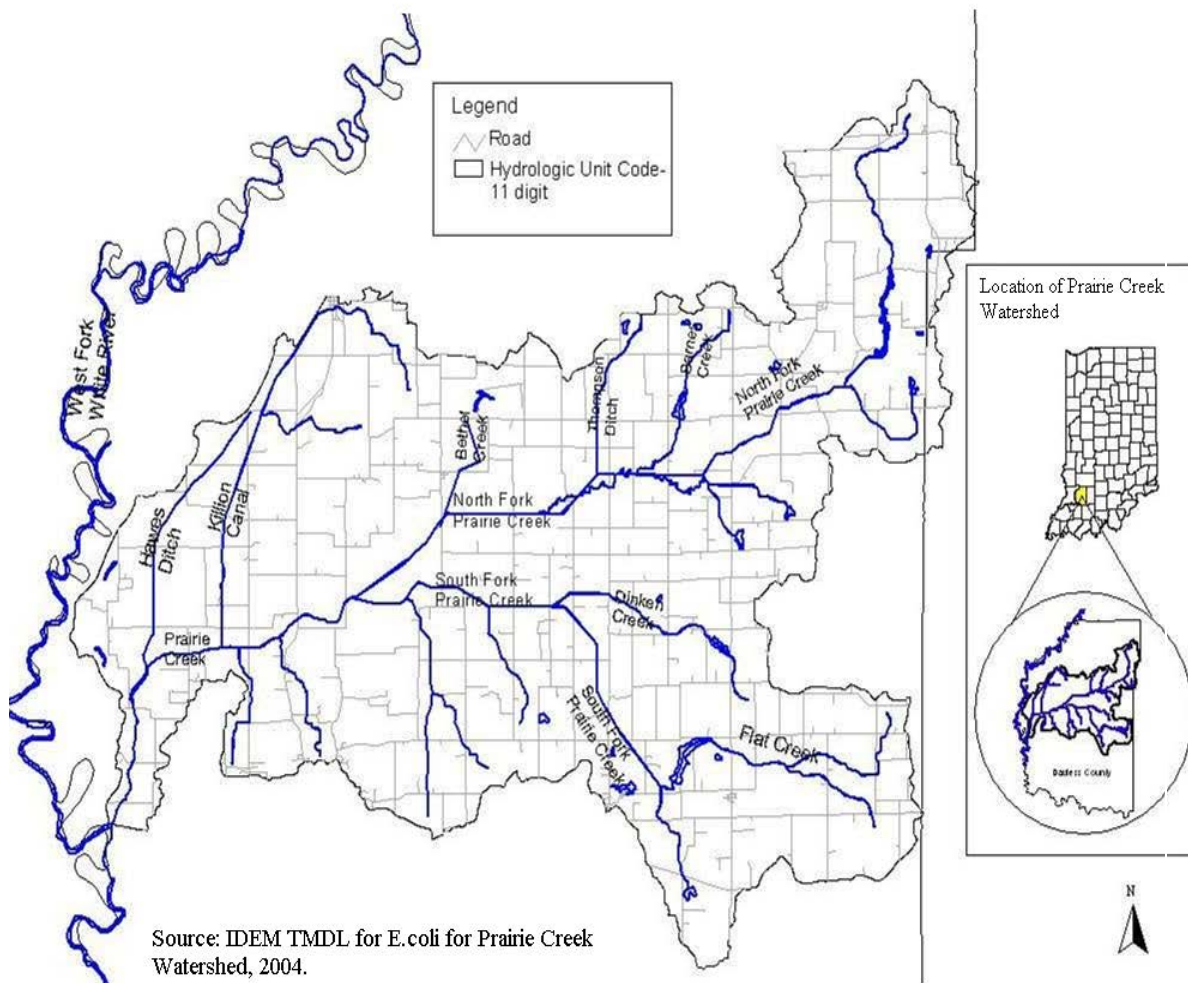 Legend
Road
Hydrologic Unit Code-
11 digit
West Fork
White River
Hawes
Ditch
Killion
Canal
Bethel
Creek
Thompson
Ditch
Barnes
Creek
North Fork
Prairie Creek
North Fork
Prairie Creek
South Fork
Prairie Creek
Dinken
Creek
Prairie
Creek
South Fork
Prairie Creek
Flat Creek
Location of Prairie Creek
Watershed
Daviess County
N
Source: IDEM TMDL for E.coli for Prairie Creek
Watershed, 2004.